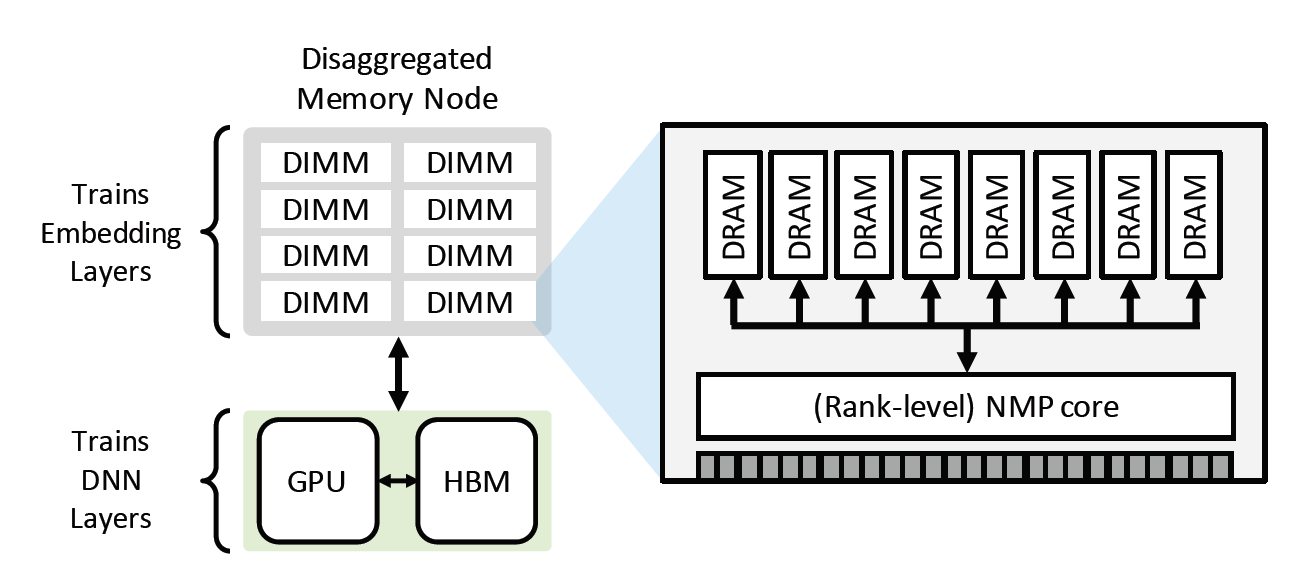 Disaggregated
Memory Node
Trains
Embedding
Layers
DIMM DIMM
DIMM DIMM
DIMM DIMM
DIMM DIMM
Trains
DNN
Layers
GPU HBM
DRAM DRAM DRAM DRAM DRAM DRAM DRAM DRAM
(Rank-level) NMP core